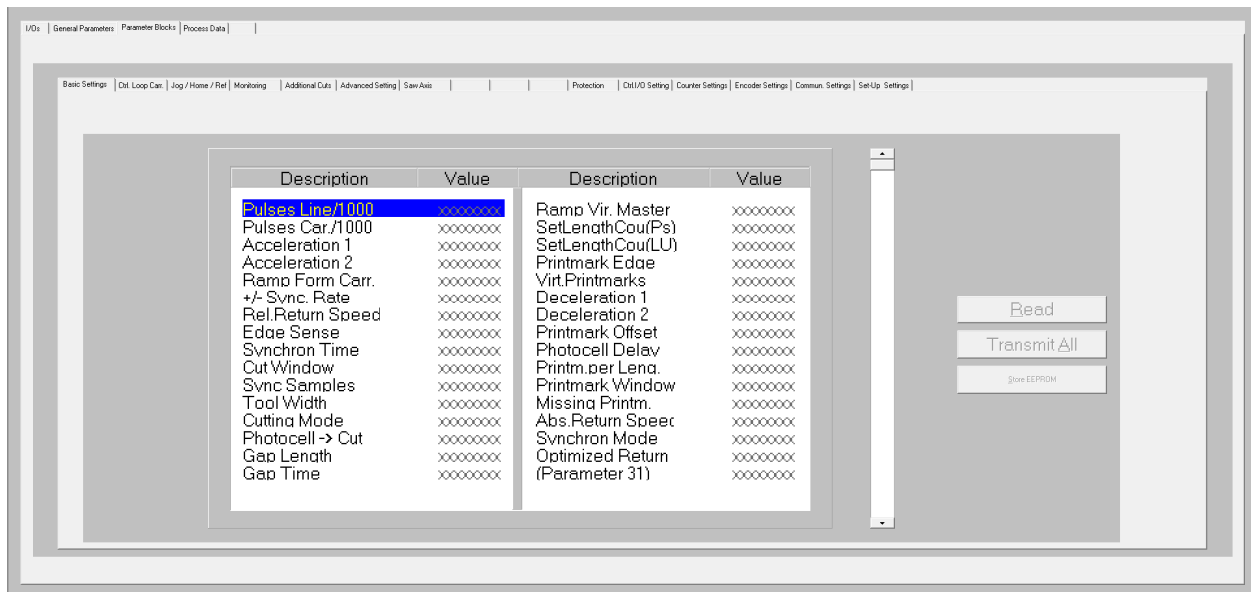 I/Os General Parameters Parameter Blocks Process Data
Basic Settings Ctrl. Loop Carr. Jog / Home / Ref Monitoring Additional Cuts Advanced Setting Saw Axis Protection Ctrl.I/O Setting Counter Settings Encoder Settings Commun. Settings Set-Up Settings
Description Value Description Value
Pulses Line/1000 xxxxxxxx Ramp Vir. Master xxxxxxxx
Pulses Car./1000 xxxxxxxx SetLengthCou(Ps) xxxxxxxx
Acceleration 1 xxxxxxxx SetLengthCou(LU) xxxxxxxx
Acceleration 2 xxxxxxxx Printmark Edge xxxxxxxx
Ramp Form Carr. xxxxxxxx Virt.Printmarks xxxxxxxx
+/- Sync. Rate xxxxxxxx Deceleration 1 xxxxxxxx
Rel.Return Speed xxxxxxxx Deceleration 2 xxxxxxxx
Edge Sense xxxxxxxx Printmark Offset xxxxxxxx
Synchron Time xxxxxxxx Photocell Delay xxxxxxxx
Cut Window xxxxxxxx Printm.per Leng. xxxxxxxx
Sync Samples xxxxxxxx Printmark Window xxxxxxxx
Tool Width xxxxxxxx Missing Printm. xxxxxxxx
Cutting Mode xxxxxxxx Abs.Return Speed xxxxxxxx
Photocell -> Cut xxxxxxxx Synchron Mode xxxxxxxx
Gap Length xxxxxxxx Optimized Return xxxxxxxx
Gap Time xxxxxxxx (Parameter 31) xxxxxxxx
Read
Transmit All
Store EEPROM